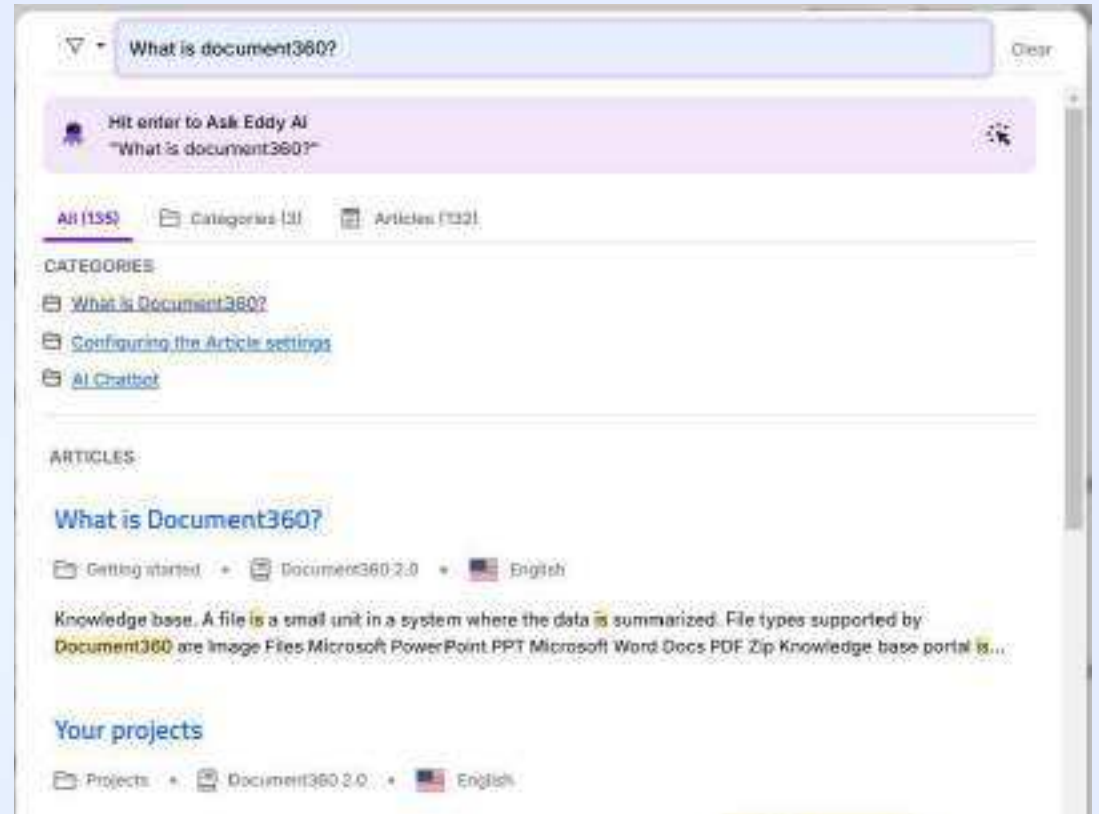 What is document360?
Clear
Hit enter to Ask Eddy AI
"What is document360?"
All (135) Categories (3) Articles (132)
CATEGORIES
What is Document360?
Configuring the Article settings
AI Chatbot
ARTICLES
What is Document360?
Getting started • Document360 2.0 • English
Knowledge base. A file is a small unit in a system where the data is summarized. File types supported by
Document360 are Image Files Microsoft PowerPoint PPT Microsoft Word Docs PDF Zip Knowledge base portal is...
Your projects
Projects • Document360 2.0 • English